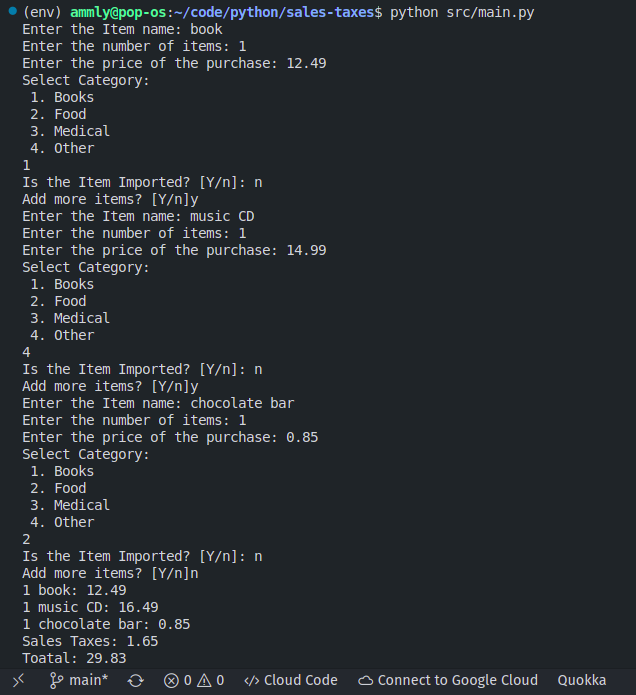 (env) ammly@pop-os:~/code/python/sales-taxes$ python src/main.py
Enter the Item name: book
Enter the number of items: 1
Enter the price of the purchase: 12.49
Select Category:
1. Books
2. Food
3. Medical
4. Other
1
Is the Item Imported? [Y/n]: n
Add more items? [Y/n]y
Enter the Item name: music CD
Enter the number of items: 1
Enter the price of the purchase: 14.99
Select Category:
1. Books
2. Food
3. Medical
4. Other
4
Is the Item Imported? [Y/n]: n
Add more items? [Y/n]y
Enter the Item name: chocolate bar
Enter the number of items: 1
Enter the price of the purchase: 0.85
Select Category:
1. Books
2. Food
3. Medical
4. Other
2
Is the Item Imported? [Y/n]: n
Add more items? [Y/n]n
1 book: 12.49
1 music CD: 16.49
1 chocolate bar: 0.85
Sales Taxes: 1.65
Toatal: 29.83
main* 0 0 Cloud Code Connect to Google Cloud Quokka